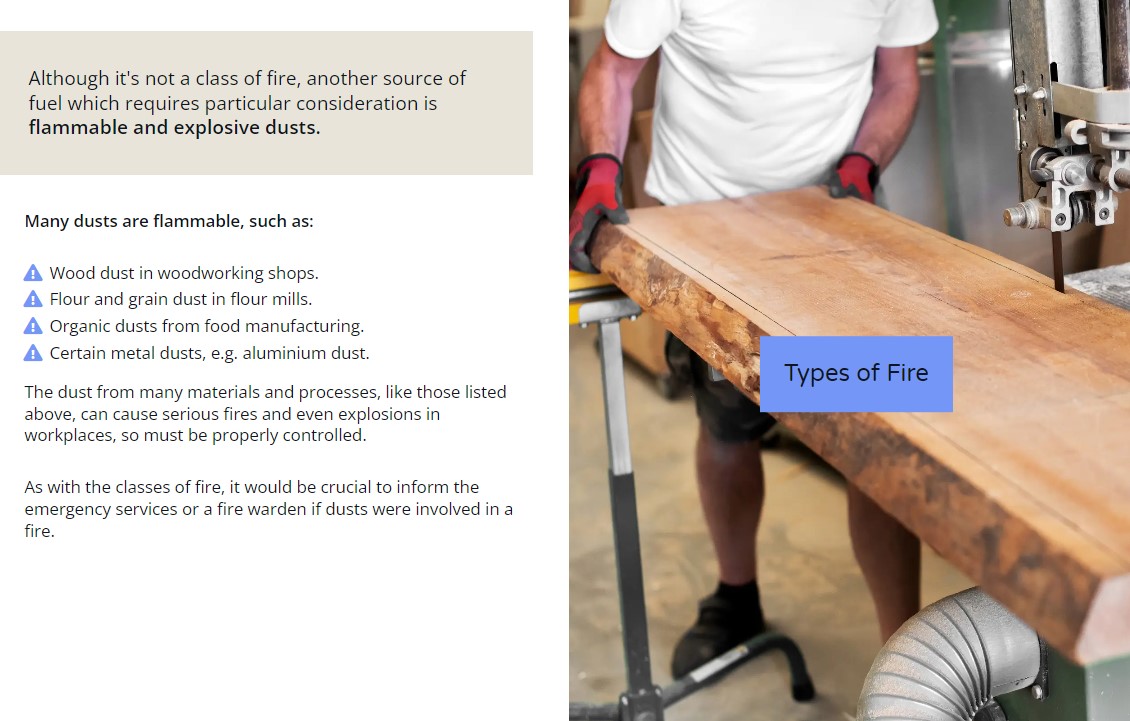 Although it's not a class of fire, another source of
fuel which requires particular consideration is
flammable and explosive dusts.
Many dusts are flammable, such as:
Wood dust in woodworking shops.
Flour and grain dust in flour mills.
Organic dusts from food manufacturing.
Certain metal dusts, e.g. aluminium dust.
The dust from many materials and processes, like those listed
above, can cause serious fires and even explosions in
workplaces, so must be properly controlled.
As with the classes of fire, it would be crucial to inform the
emergency services or a fire warden if dusts were involved in a
fire.
Types of Fire